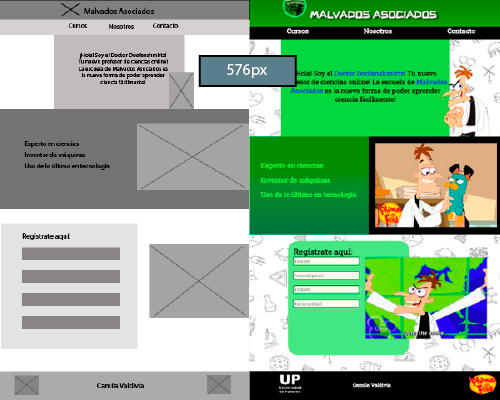 Malvados Asociados
Cursos Nosotros Contacto
¡Hola! Soy el Doctor Doofenshmirtz!
Tu nuevo profesor de ciencias online!
La escuela de Malvados Asociados es
la nueva forma de poder aprender
ciencia fácilmente!
Experto en ciencias
Inventor de máquinas
Uso de lo último en tecnología
Regístrate aquí:
Camila Valdivia
576px
MALVADOS ASOCIADOS
Cursos Nosotros Contacto
¡Hola! Soy el Doctor Doofenshmirtz! Tu nuevo
profesor de ciencias online! La escuela de Malvados
Asociados es la nueva forma de poder aprender
ciencia fácilmente!
Experto en ciencias
Inventor de máquinas
Uso de lo último en tecnología
Regístrate aquí:
Nombre
Nacionalidad
UP
Camila Valdivia